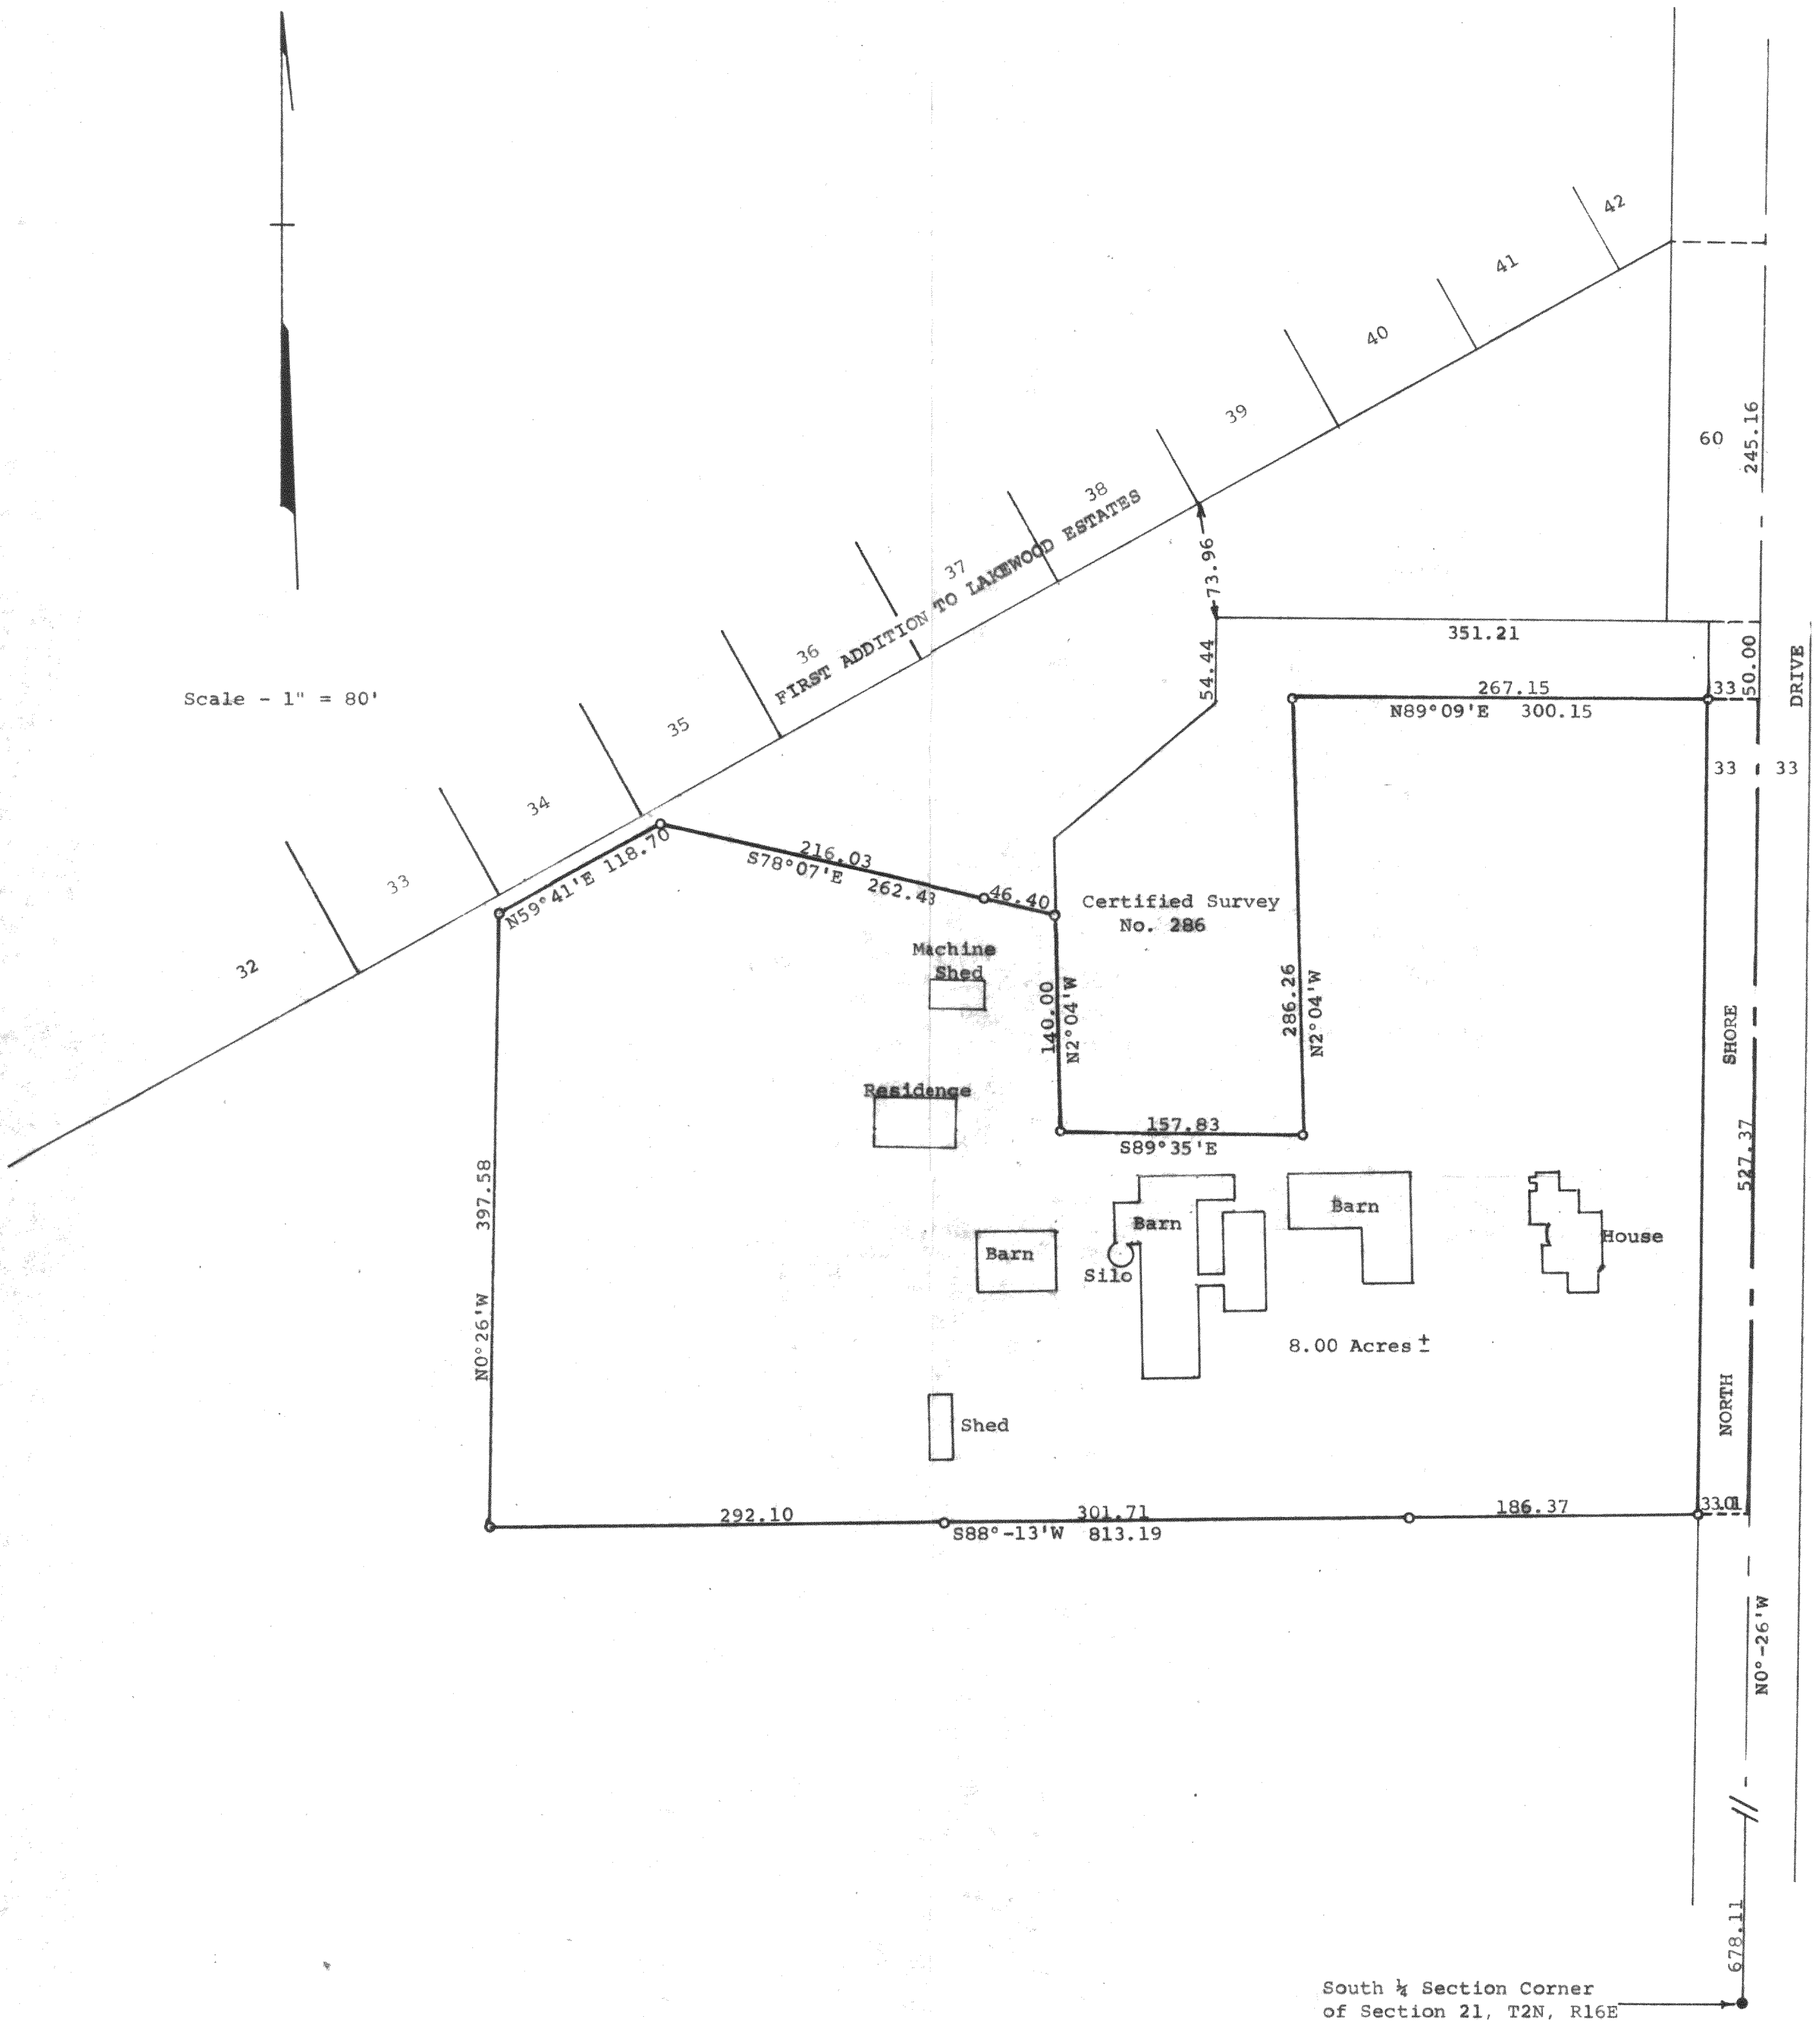 42
41
40
39
38
37
36
35
34
33
32
FIRST ADDITION TO LAKEWOOD ESTATES
60
245.16
73.96
351.21
54.44
50.00
33
DRIVE
Scale - 1" = 80'
267.15
N89°09'E 300.15
33
33
N59°41'E 118.70
216.03
S78°07'E 262.43
46.40
Certified Survey
No. 286
Machine
Shed
140.00
N2°04'W
286.26
N2°04'W
SHORE
Residence
157.83
S89°35'E
527.37
397.58
N0°26'W
Barn
Barn
Barn
Silo
House
8.00 Acres ±
NORTH
Shed
292.10
301.71
186.37
33.01
S88°-13'W 813.19
N0°-26'W
678.11
South ¼ Section Corner
of Section 21, T2N, R16E